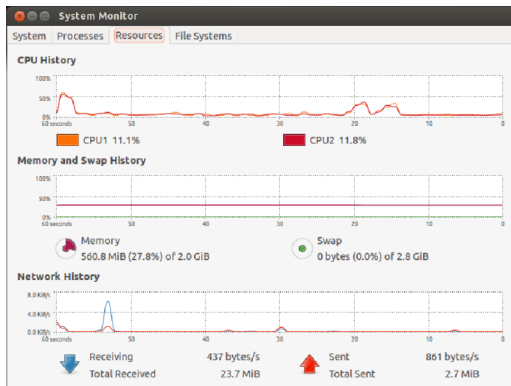 System Monitor
System Processes Resources File Systems
CPU History
100%
50%
0%
60 seconds 50 40 30 20 10 0
CPU1 11.1% CPU2 11.8%
Memory and Swap History
100%
50%
0%
60 seconds 50 40 30 20 10 0
Memory
560.8 MiB (27.8%) of 2.0 GiB
Swap
0 bytes (0.0%) of 2.8 GiB
Network History
8.0 KiB/s
4.0 KiB/s
0.0 KiB/s
60 seconds 50 40 30 20 10 0
Receiving 437 bytes/s
Total Received 23.7 MiB
Sent 861 bytes/s
Total Sent 2.7 MiB